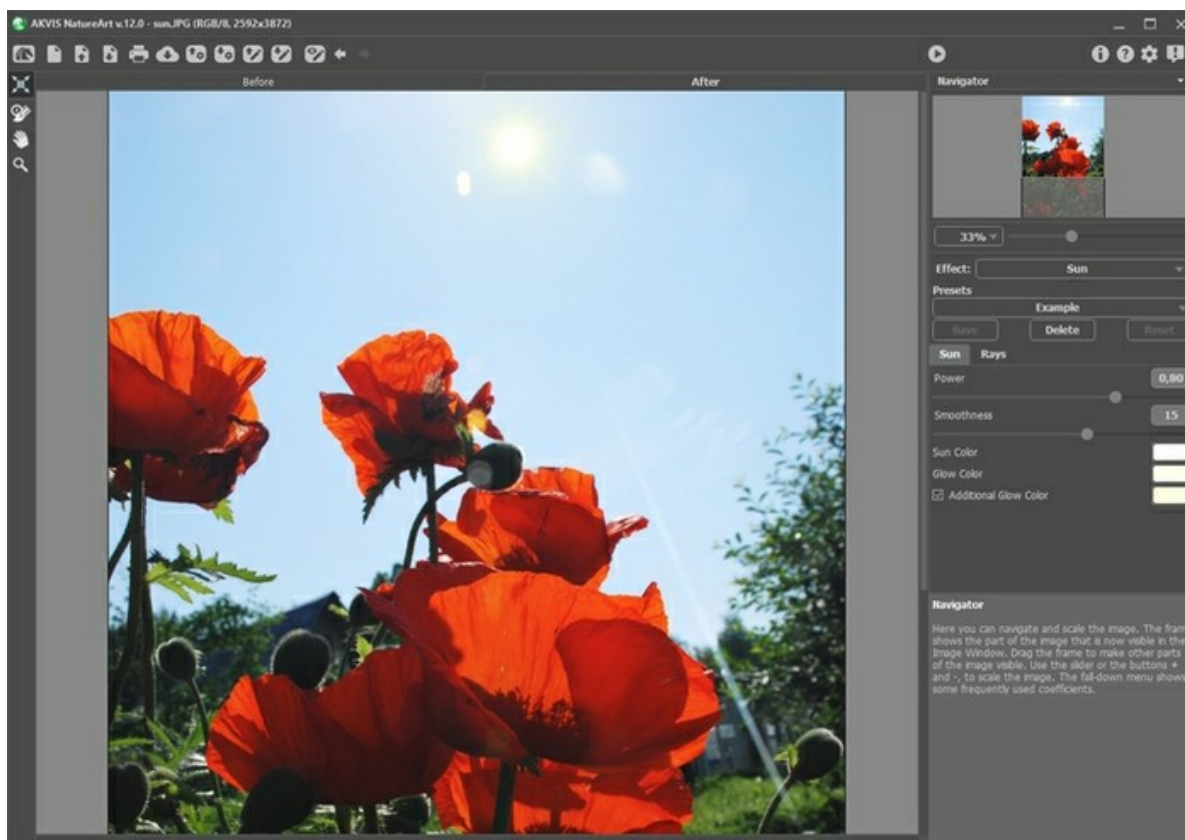 AKVIS NatureArt v.12.0 - sun.JPG (RGB/8, 2592x3872)
Before
After
Navigator
33%
Effect:
Sun
Presets
Example
Save
Delete
Reset
Sun
Rays
Power
0,80
Smoothness
15
Sun Color
Glow Color
Additional Glow Color
Navigator
Here you can navigate and scale the image. The fram
shows the part of the image that is now visible in the
Image Window. Drag the frame to make other parts
of the image visible. Use the slider or the buttons +
and -, to scale the image. The fall-down menu shows
some frequently used coefficients.